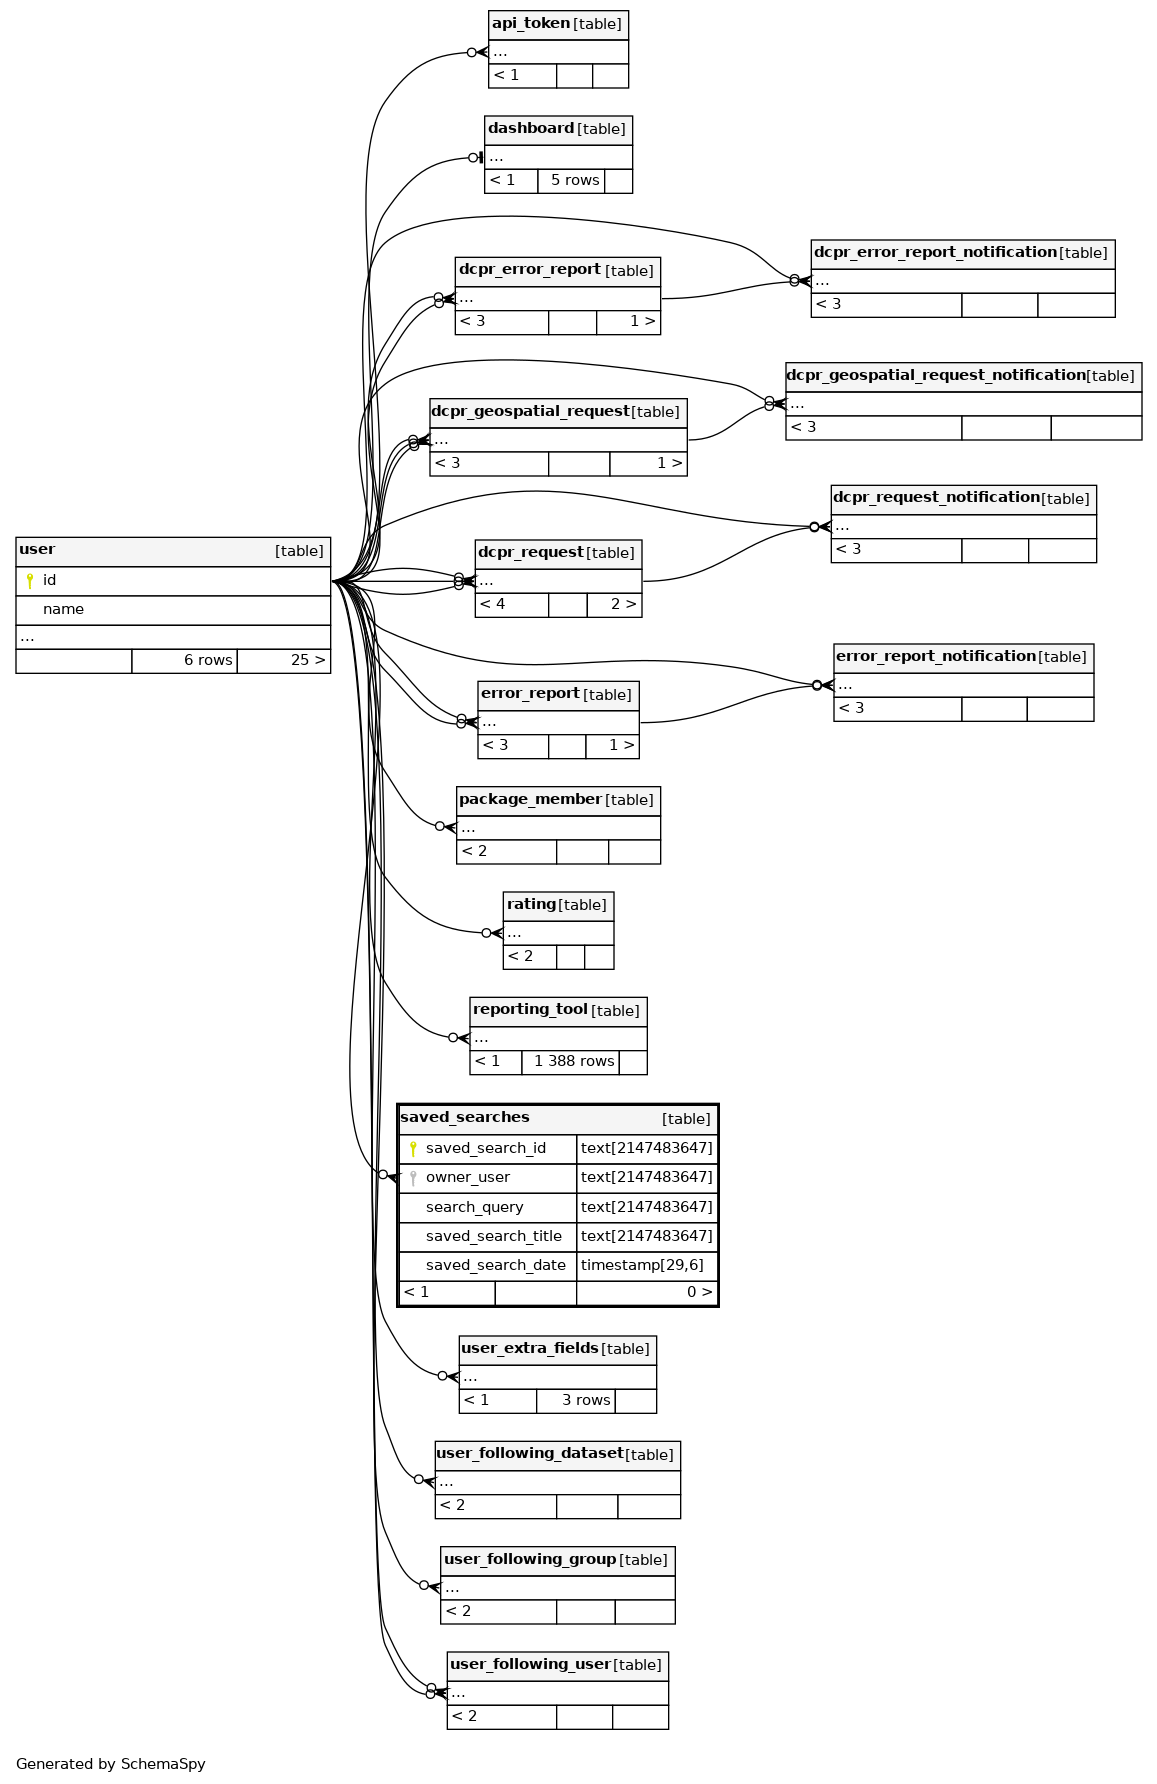 api_token [table]
...
< 1
dashboard [table]
...
< 1 5 rows
dcpr_error_report_notification [table]
...
< 3
dcpr_error_report [table]
...
< 3 1 >
dcpr_geospatial_request_notification [table]
...
< 3
dcpr_geospatial_request [table]
...
< 3 1 >
dcpr_request_notification [table]
...
< 3
user [table]
id
name
...
6 rows 25 >
dcpr_request [table]
...
< 4 2 >
error_report_notification [table]
...
< 3
error_report [table]
...
< 3 1 >
package_member [table]
...
< 2
rating [table]
...
< 2
reporting_tool [table]
...
< 1 1 388 rows
saved_searches [table]
saved_search_id text[2147483647]
owner_user text[2147483647]
search_query text[2147483647]
saved_search_title text[2147483647]
saved_search_date timestamp[29,6]
< 1 0 >
user_extra_fields [table]
...
< 1 3 rows
user_following_dataset [table]
...
< 2
user_following_group [table]
...
< 2
user_following_user [table]
...
< 2
Generated by SchemaSpy